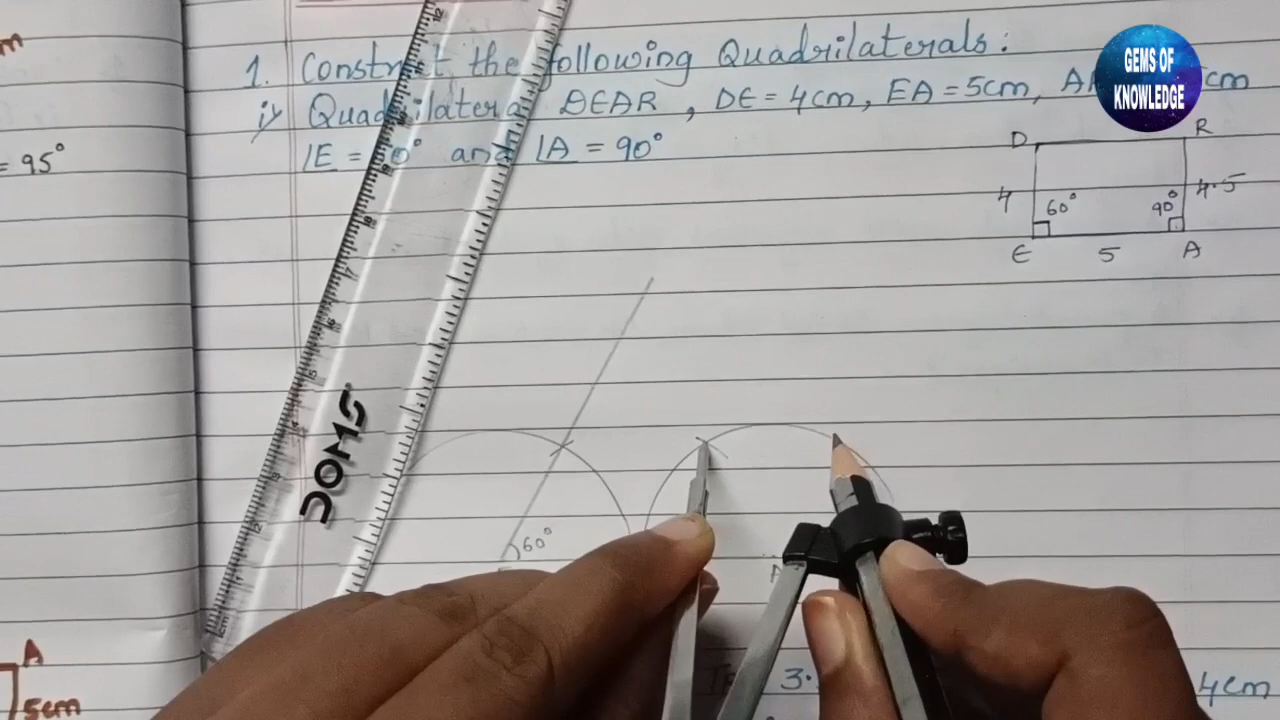 m
GEMS OF
KNOWLEDGE
1. Construct the following Quadrilaterals:
i) Quadrilateral DEAR, DE = 4cm, EA = 5cm, cm
∠E = 60° and ∠A = 90°
= 95°
D R
4 60° 90° 4.5
E 5 A
DOMS
60°
A
5cm
3. 4cm